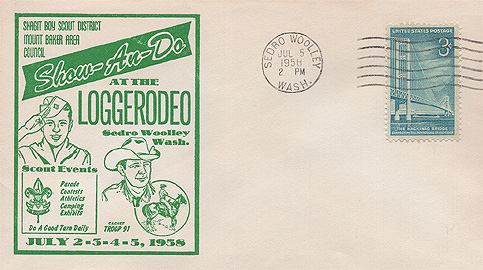 SKAGIT BOY SCOUT DISTRICT
MOUNT BAKER AREA
COUNCIL
Show-An-Do
AT THE
LOGGERODEO
Sedro Woolley
Wash.
Scout Events
Parade
Contests
Athletics
Camping
Exhibits
Do A Good Turn Daily
CACHET
TROOP 91
JULY 2-3-4-5, 1958
SEDRO WOOLLEY
JUL 5
1958
2 PM
WASH.
UNITED STATES POSTAGE
3¢
THE MACKINAC BRIDGE